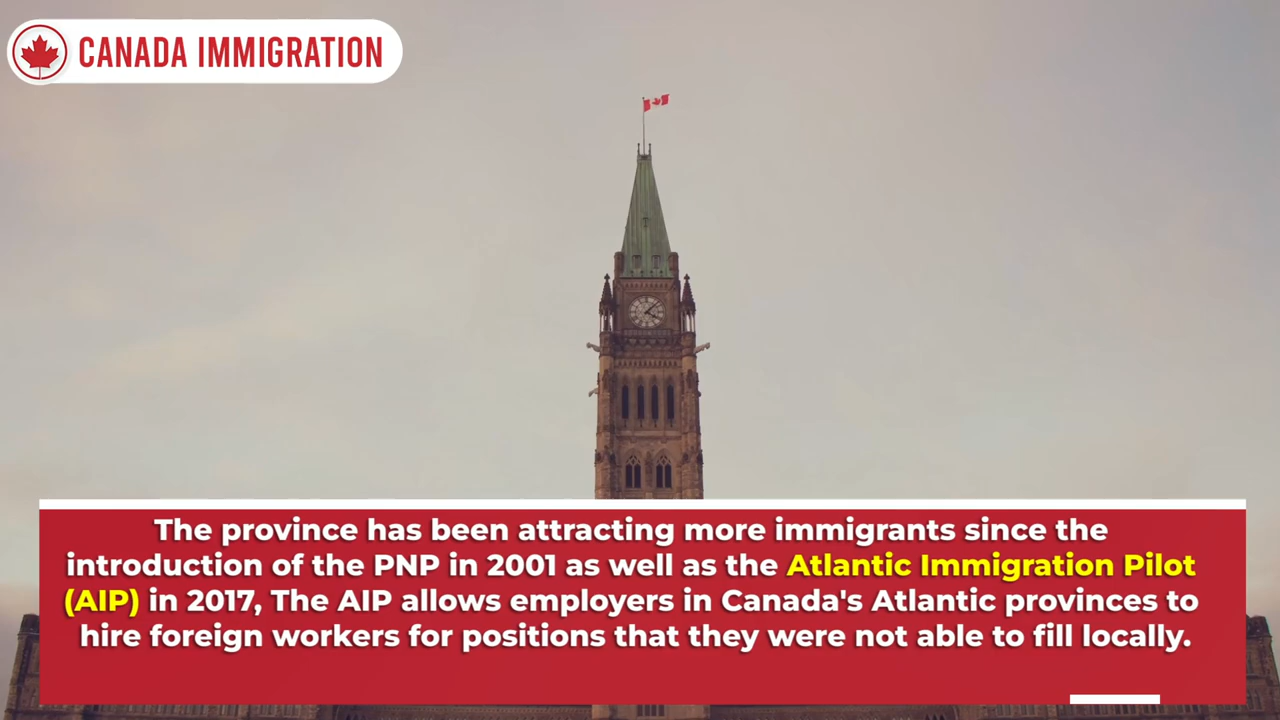 CANADA IMMIGRATION
The province has been attracting more immigrants since the
introduction of the PNP in 2001 as well as the Atlantic Immigration Pilot
(AIP) in 2017, The AIP allows employers in Canada's Atlantic provinces to
hire foreign workers for positions that they were not able to fill locally.